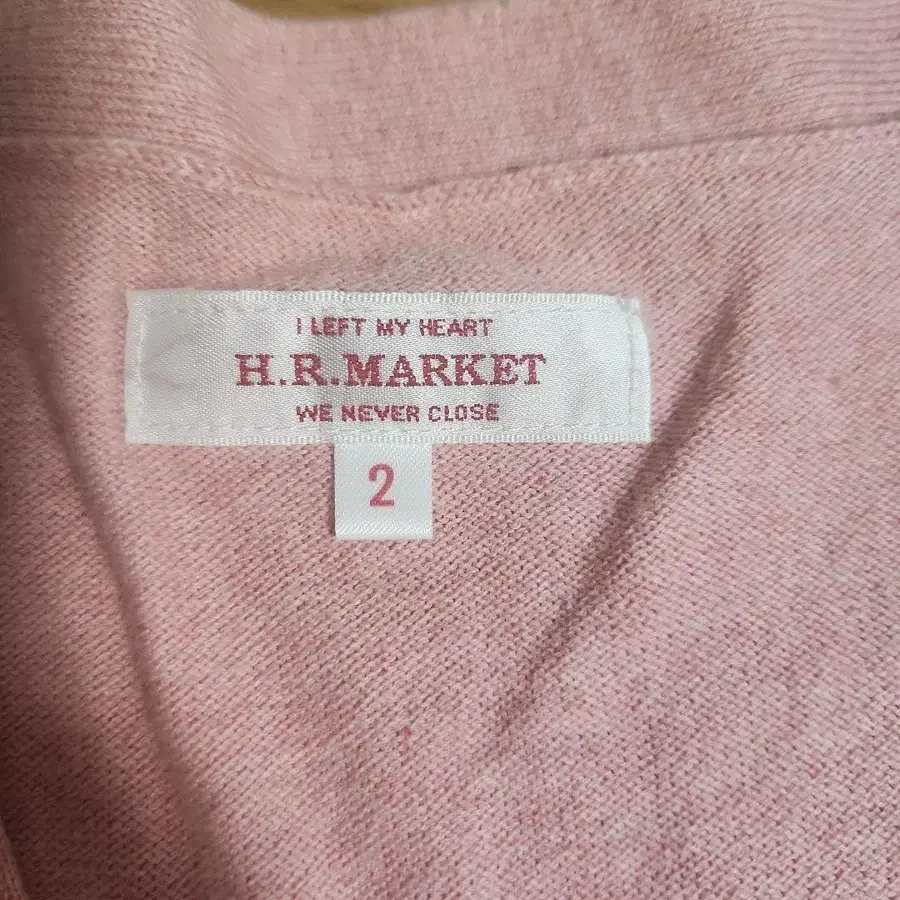 I LEFT MY HEART
H.R.MARKET
WE NEVER CLOSE
2